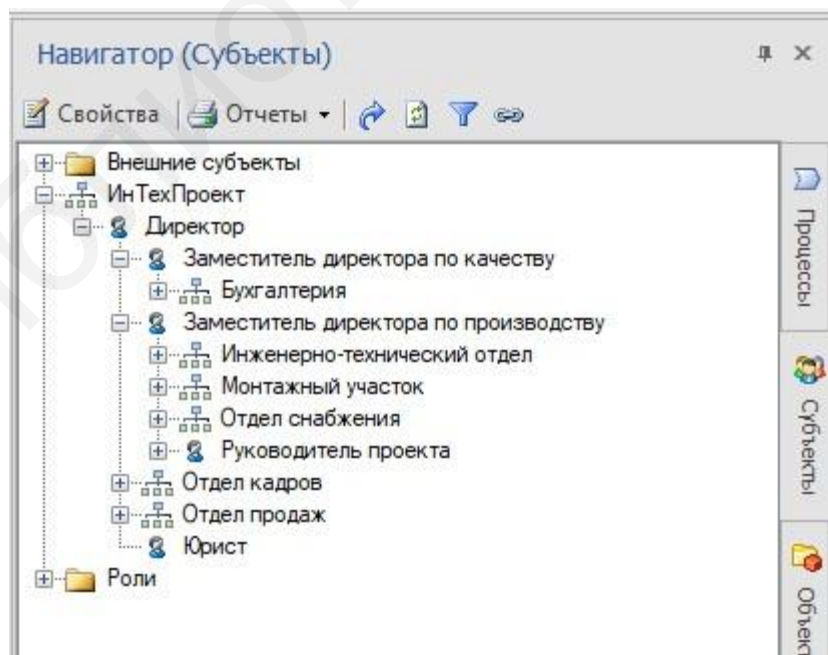 Навигатор (Субъекты)
Свойства Отчеты
Внешние субъекты
ИнТехПроект
Директор
Заместитель директора по качеству
Бухгалтерия
Заместитель директора по производству
Инженерно-технический отдел
Монтажный участок
Отдел снабжения
Руководитель проекта
Отдел кадров
Отдел продаж
Юрист
Роли
Процессы
Субъекты